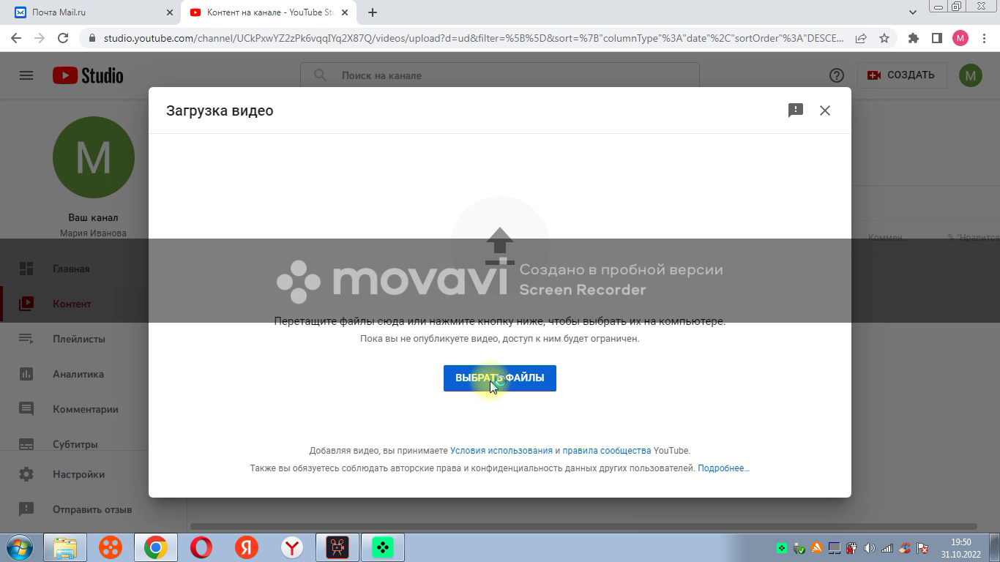 Почта Mail.ru
Контент на канале - YouTube Stu
studio.youtube.com/channel/UCkPxwYZ2zPk6vqqIYq2X87Q/videos/upload?d=ud&filter=%5B%5D&sort=%7B"columnType"%3A"date"%2C"sortOrder"%3A"DESCE...
M
Studio
Поиск на канале
СОЗДАТЬ
M
Загрузка видео
M
Ваш канал
Мария Иванова
Коммен...
% "Нравится
Главная
movavi
Создано в пробной версии
Screen Recorder
Контент
Перетащите файлы сюда или нажмите кнопку ниже, чтобы выбрать их на компьютере.
Плейлисты
Пока вы не опубликуете видео, доступ к ним будет ограничен.
Аналитика
ВЫБРАТЬ ФАЙЛЫ
Комментарии
Субтитры
Добавляя видео, вы принимаете Условия использования и правила сообщества YouTube.
Также вы обязуетесь соблюдать авторские права и конфиденциальность данных других пользователей. Подробнее...
Настройки
Отправить отзыв
Я
Y
19:50
31.10.2022